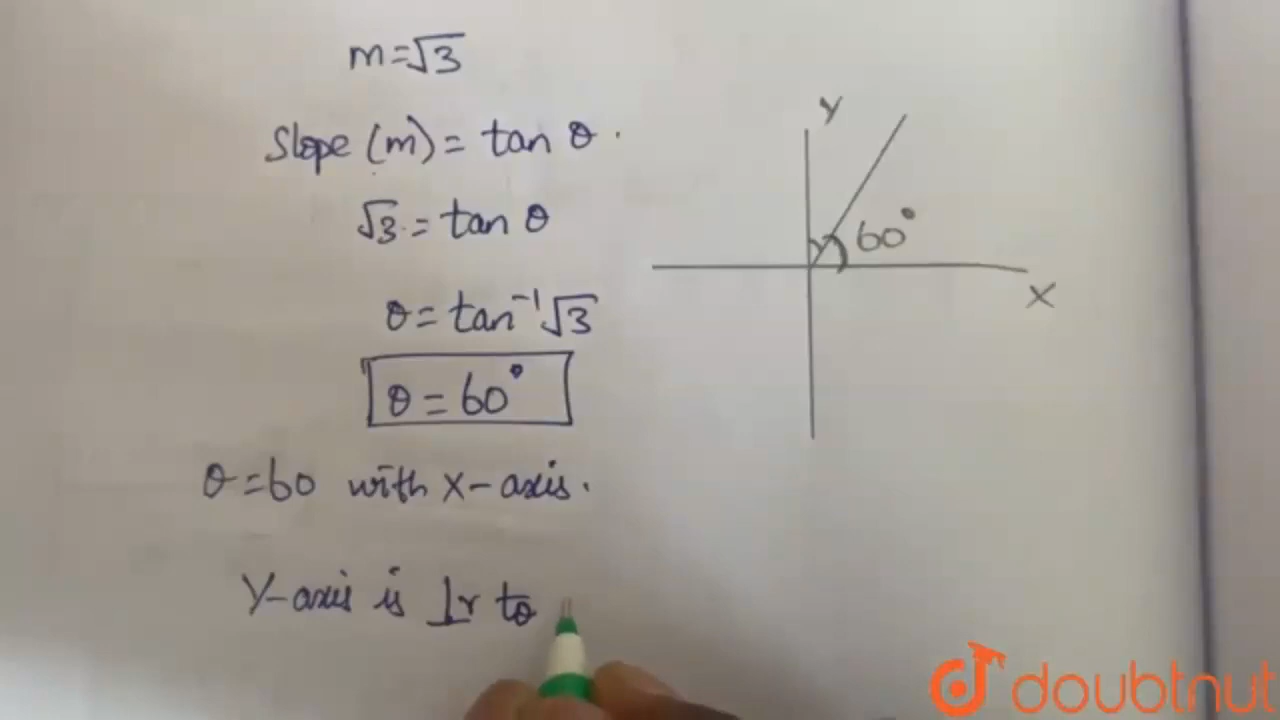 m=√3
Slope (m) = tan θ.
√3 = tan θ
θ = tan⁻¹√3
θ = 60°
θ = 60 with X-axis.
Y-axis is ⊥r to
Y
60°
X
doubtnut